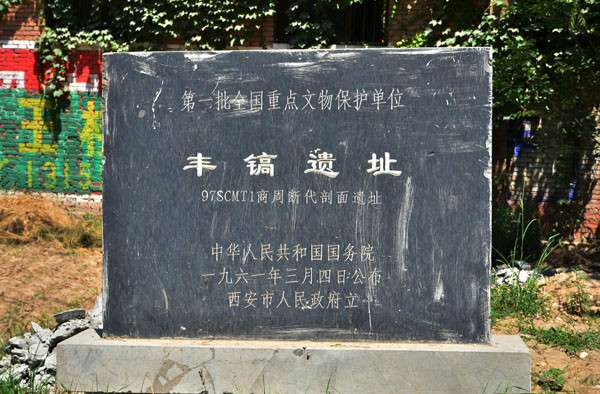 第一批全国重点文物保护单位
丰镐遗址
97SCMT1商周断代剖面遗址
中华人民共和国国务院
一九六一年三月四日公布
西安市人民政府立